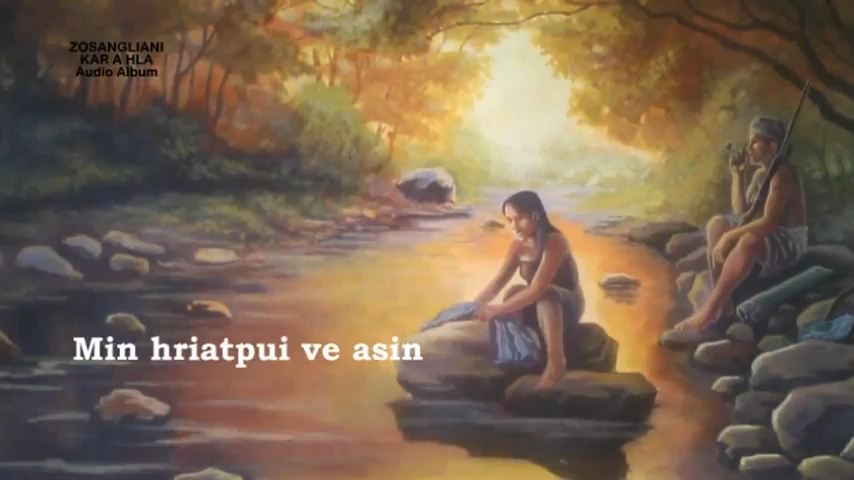 ZOSANGLIANI
KAR A HLA
Audio Album
Min hriatpui ve asin